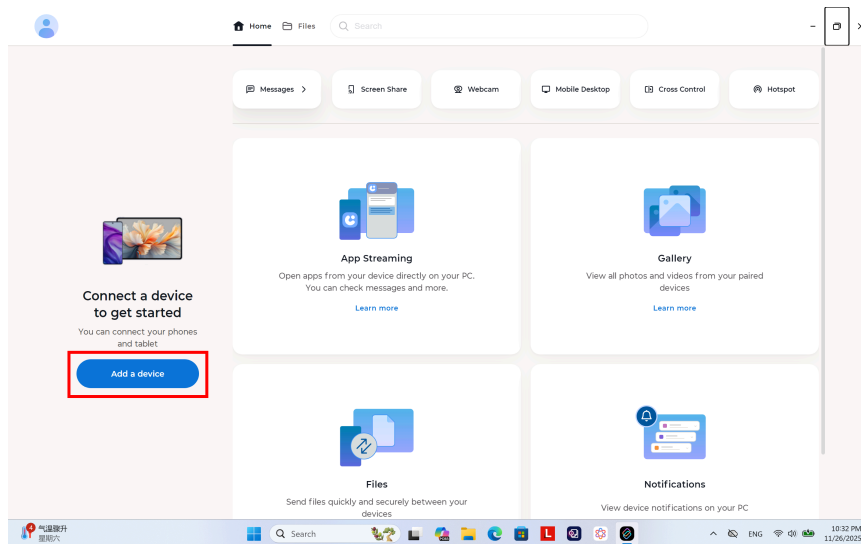 Home
Files
Search
Messages
Screen Share
Webcam
Mobile Desktop
Cross Control
Hotspot
Connect a device
to get started
You can connect your phones
and tablet
Add a device
App Streaming
Open apps from your device directly on your PC.
You can check messages and more.
Learn more
Gallery
View all photos and videos from your paired
devices
Learn more
Files
Send files quickly and securely between your
devices
Notifications
View device notifications on your PC
4
气温骤升
星期六
Search
ENG
10:32 PM
11/26/2025